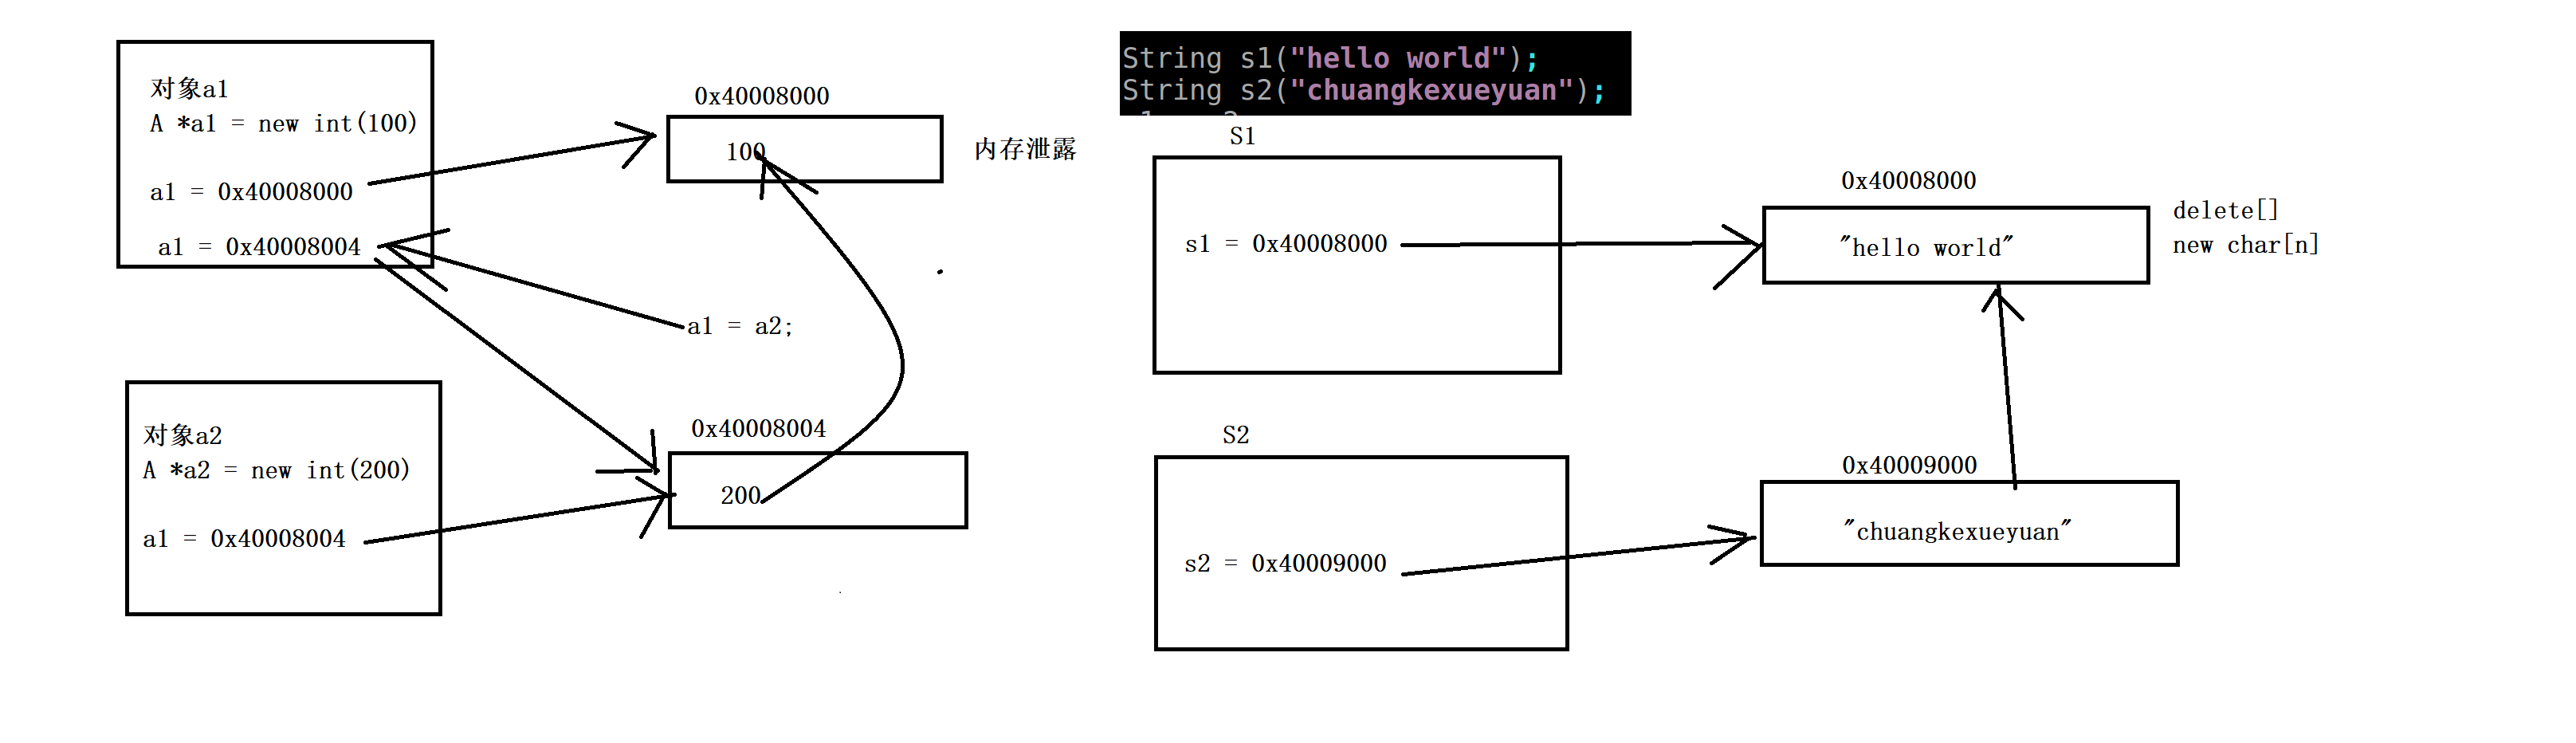 对象a1
A *a1 = new int(100)
a1 = 0x40008000
a1 = 0x40008004
0x40008000
100
内存泄露
a1 = a2;
对象a2
A *a2 = new int(200)
a1 = 0x40008004
0x40008004
200
String s1("hello world");
String s2("chuangkexueyuan");
S1
s1 = 0x40008000
0x40008000
"hello world"
delete[]
new char[n]
S2
s2 = 0x40009000
0x40009000
"chuangkexueyuan"